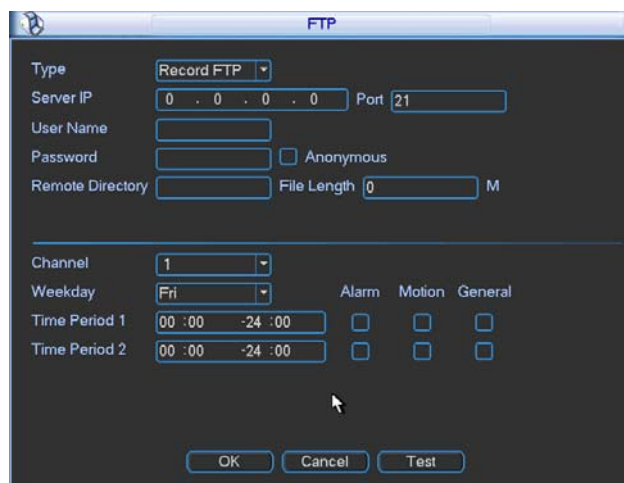 FTP
Type Record FTP
Server IP 0 . 0 . 0 . 0 Port 21
User Name
Password Anonymous
Remote Directory File Length 0 M
Channel 1
Weekday Fri Alarm Motion General
Time Period 1 00 :00 -24 :00
Time Period 2 00 :00 -24 :00
OK Cancel Test